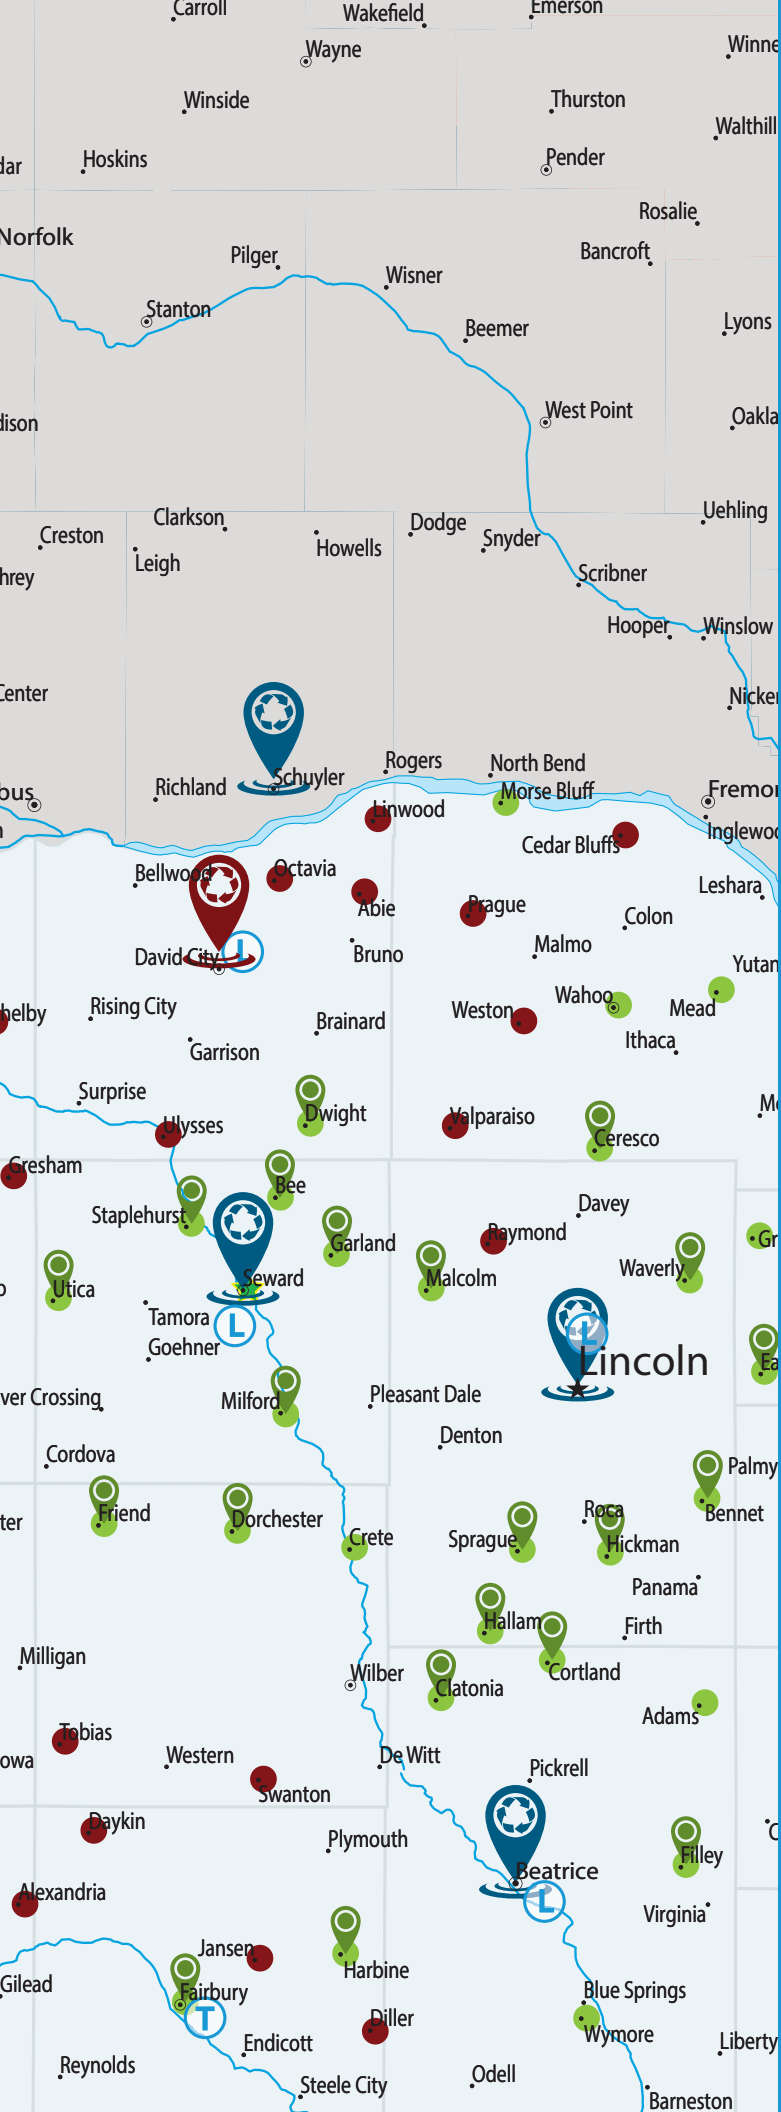 Carroll
Wakefield
Emerson
Wayne
Winne
Winside
Thurston
Walthill
Hoskins
dar
Pender
Rosalie
Norfolk
Pilger
Bancroft
Wisner
Stanton
Lyons
Beemer
West Point
Oakla
dison
Uehling
Clarkson
Dodge
Creston
Snyder
Howells
Leigh
hrey
Scribner
Hooper
Winslow
Center
Nicker
Rogers
North Bend
Schuyler
Richland
Morse Bluff
bus
Fremon
Linwood
Inglewoo
Cedar Bluffs
Bellwood
Octavia
Leshara
Abie
Prague
Colon
Malmo
David City
L
Bruno
Yutan
Wahoo
Rising City
Weston
Mead
helby
Brainard
Ithaca
Garrison
Surprise
Me
Dwight
Valparaiso
Ulysses
Ceresco
Gresham
Bee
Davey
Staplehurst
Raymond
Garland
Gr
Waverly
Seward
Malcolm
Utica
Tamora
L
L
Goehner
Lincoln
Ea
ver Crossing
Milford
Pleasant Dale
Denton
Cordova
Palmy
Friend
Roca
Bennet
ter
Dorchester
Crete
Sprague
Hickman
Panama
Hallam
Firth
Milligan
Wilber
Cortland
Clatonia
Adams
Tobias
owa
Western
De Witt
Pickrell
Swanton
Daykin
Plymouth
C
Filley
Beatrice
Alexandria
L
Virginia
Jansen
Harbine
Gilead
Fairbury
Blue Springs
T
Diller
Wymore
Endicott
Liberty
Reynolds
Odell
Steele City
Barneston